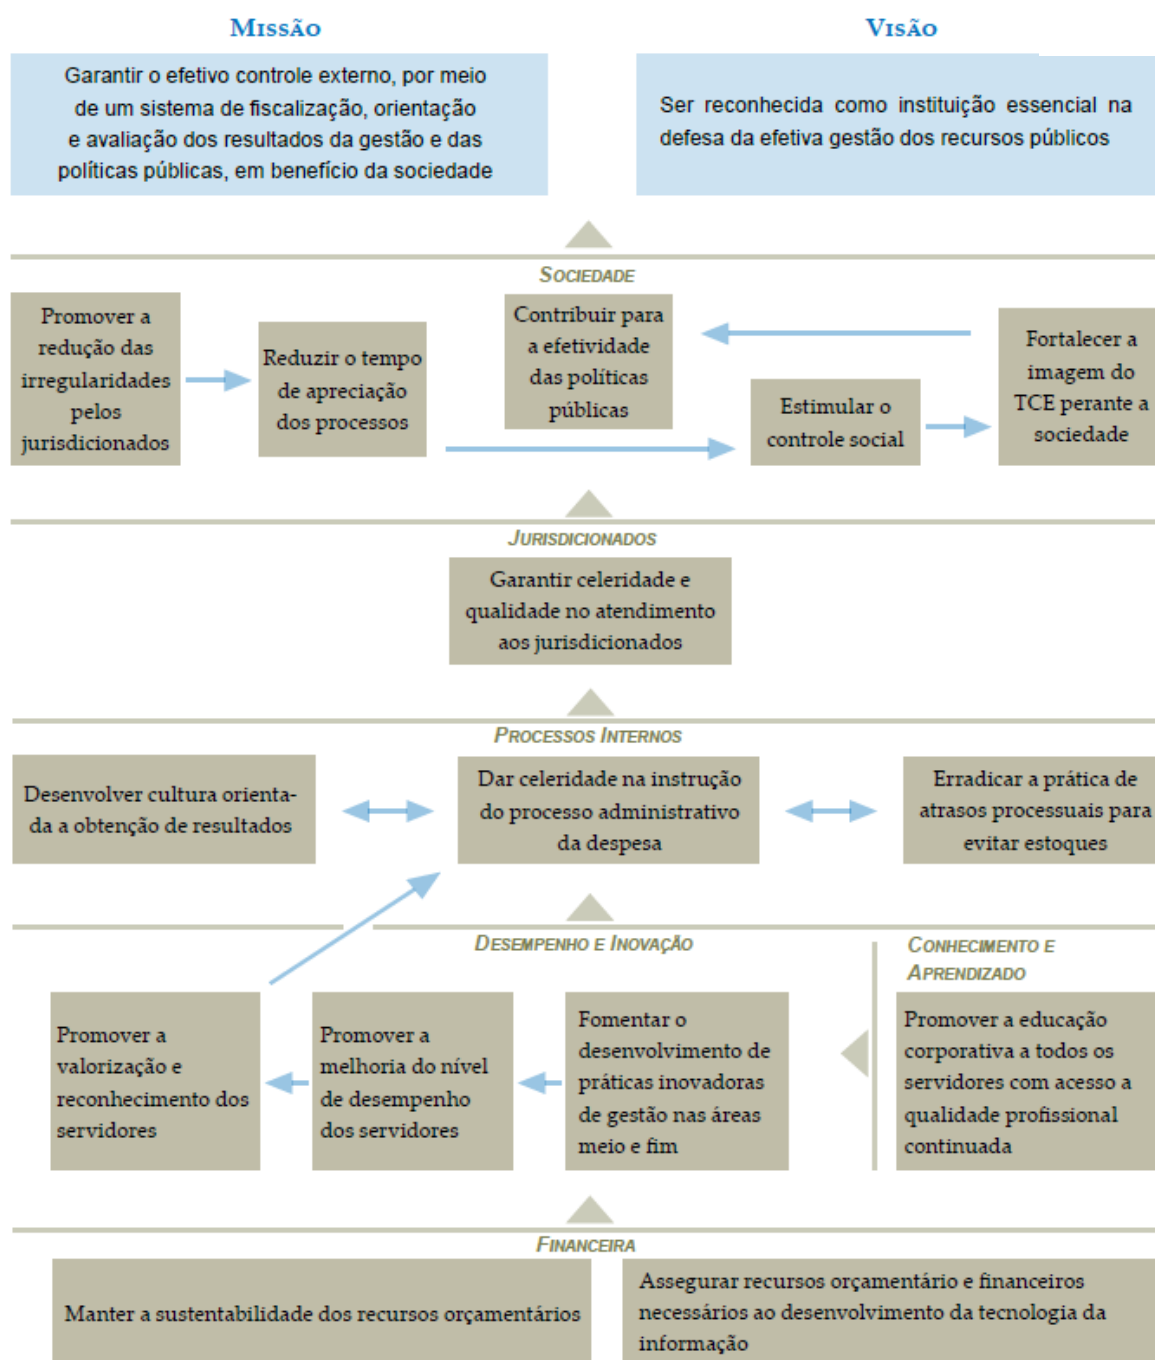 MISSÃO
Garantir o efetivo controle externo, por meio
de um sistema de fiscalização, orientação
e avaliação dos resultados da gestão e das
políticas públicas, em benefício da sociedade
VISÃO
Ser reconhecida como instituição essencial na
defesa da efetiva gestão dos recursos públicos
SOCIEDADE
Promover a
redução das
irregularidades
pelos
jurisdicionados
Reduzir o tempo
de apreciação
dos processos
Contribuir para
a efetividade
das políticas
públicas
Estimular o
controle social
Fortalecer a
imagem do
TCE perante a
sociedade
JURISDICIONADOS
Garantir celeridade e
qualidade no atendimento
aos jurisdicionados
PROCESSOS INTERNOS
Desenvolver cultura orienta-
da a obtenção de resultados
Dar celeridade na instrução
do processo administrativo
da despesa
Erradicar a prática de
atrasos processuais para
evitar estoques
DESEMPENHO E INOVAÇÃO
Promover a
valorização e
reconhecimento dos
servidores
Promover a
melhoria do nível
de desempenho
dos servidores
Fomentar o
desenvolvimento de
práticas inovadoras
de gestão nas áreas
meio e fim
CONHECIMENTO E
APRENDIZADO
Promover a educação
corporativa a todos os
servidores com acesso a
qualidade profissional
continuada
FINANCEIRA
Manter a sustentabilidade dos recursos orçamentários
Assegurar recursos orçamentário e financeiros
necessários ao desenvolvimento da tecnologia da
informação